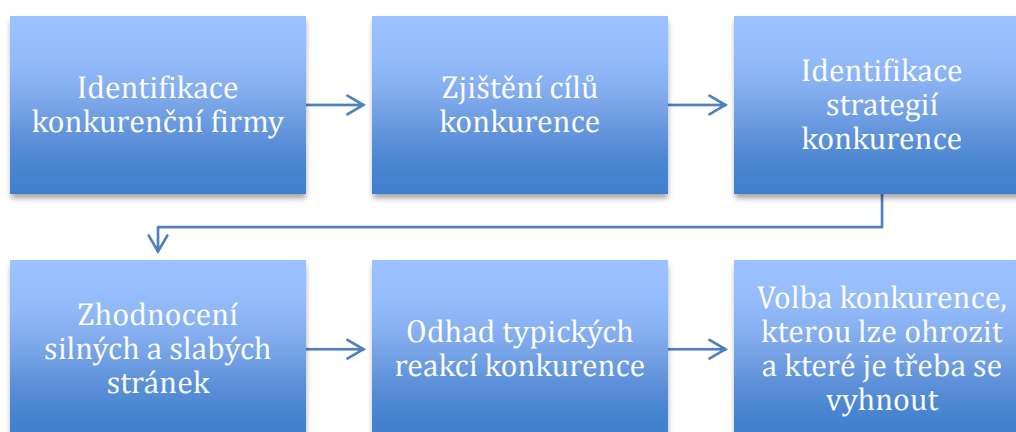 Identifikace
konkurenční firmy
Zjištění cílů
konkurence
Identifikace
strategií
konkurence
Zhodnocení
silných a slabých
stránek
Odhad typických
reakcí konkurence
Volba konkurence,
kterou lze ohrozit
a které je třeba se
vyhnout